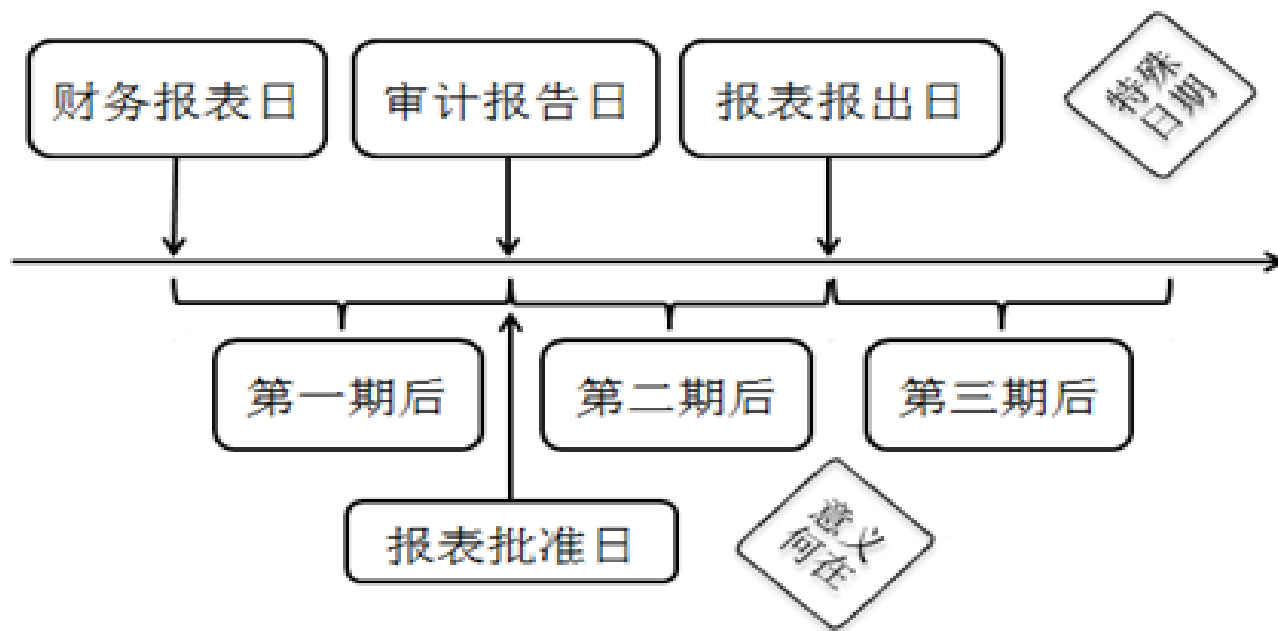 财务报表日
审计报告日
报表报出日
特殊
日期
第一期后
第二期后
第三期后
报表批准日
意义
何在